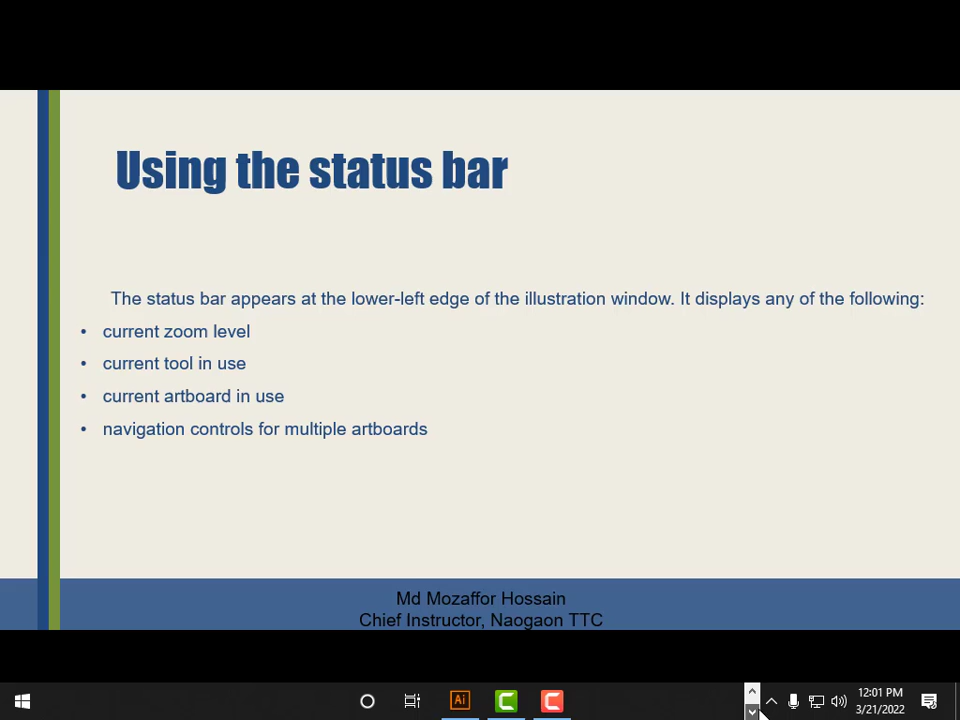 Using the status bar
The status bar appears at the lower-left edge of the illustration window. It displays any of the following:
• current zoom level
• current tool in use
• current artboard in use
• navigation controls for multiple artboards
Md Mozaffor Hossain
Chief Instructor, Naogaon TTC
Ai
12:01 PM
3/21/2022